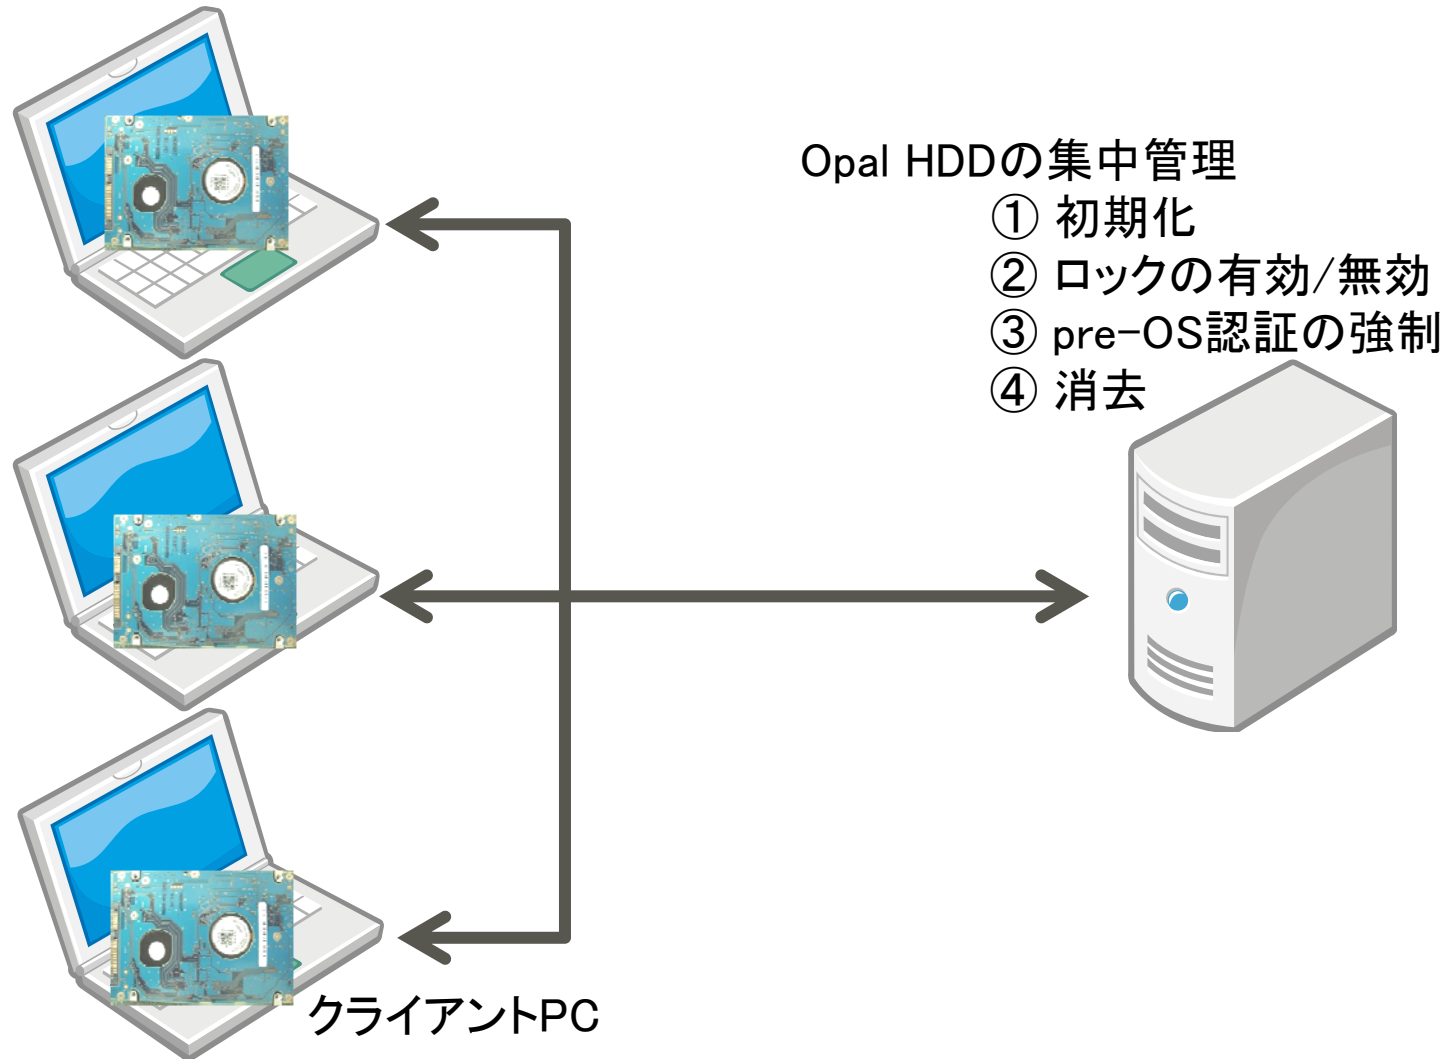 Opal HDDの集中管理
① 初期化
② ロックの有効/無効
③ pre-OS認証の強制
④ 消去
クライアントPC